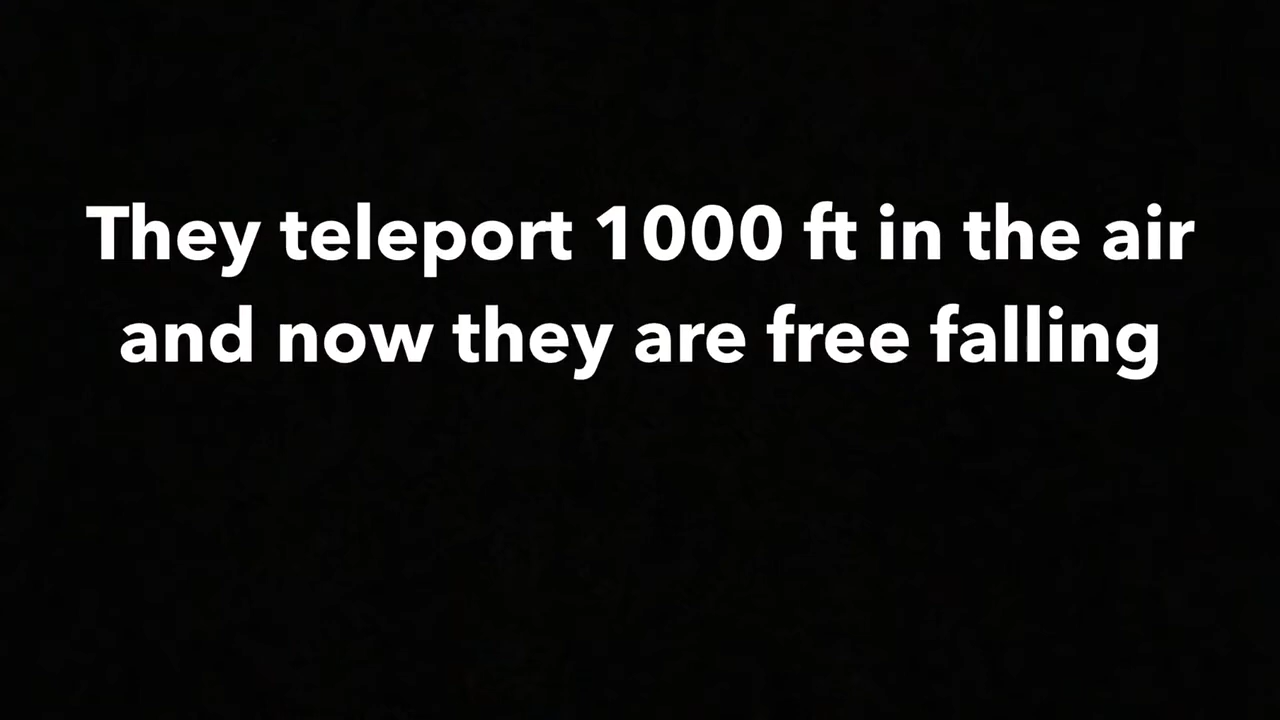 They teleport 1000 ft in the air
and now they are free falling